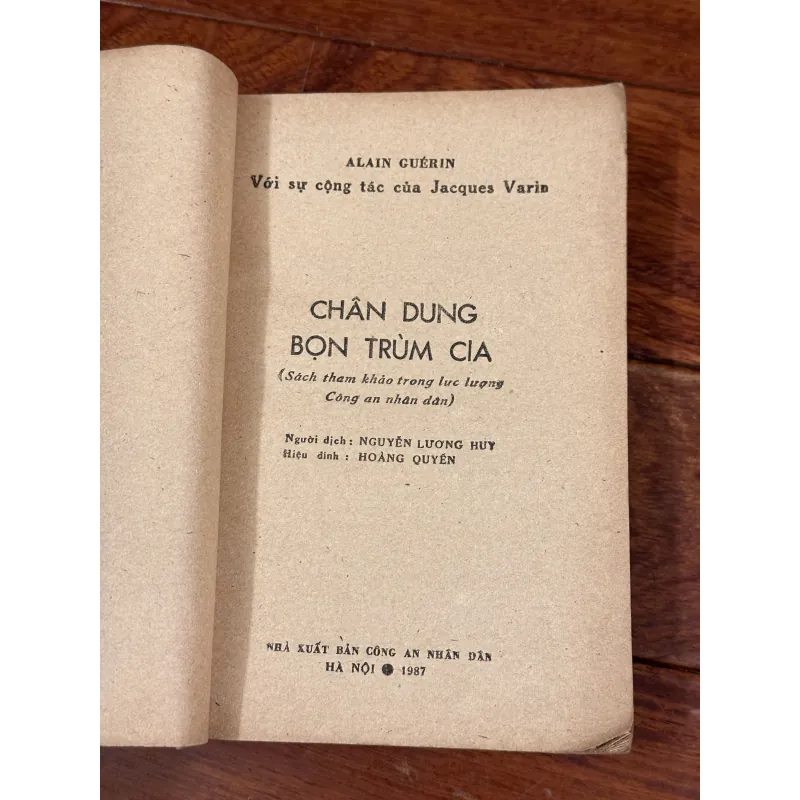 ALAIN GUÉRIN
Với sự cộng tác của Jacques Varin
CHÂN DUNG
BỌN TRÙM CIA
(Sách tham khảo trong lực lượng
Công an nhân dân)
Người dịch : NGUYỄN LƯƠNG HUY
Hiệu đính : HOÀNG QUYỀN
NHÀ XUẤT BẢN CÔNG AN NHÂN DÂN
HÀ NỘI ● 1987